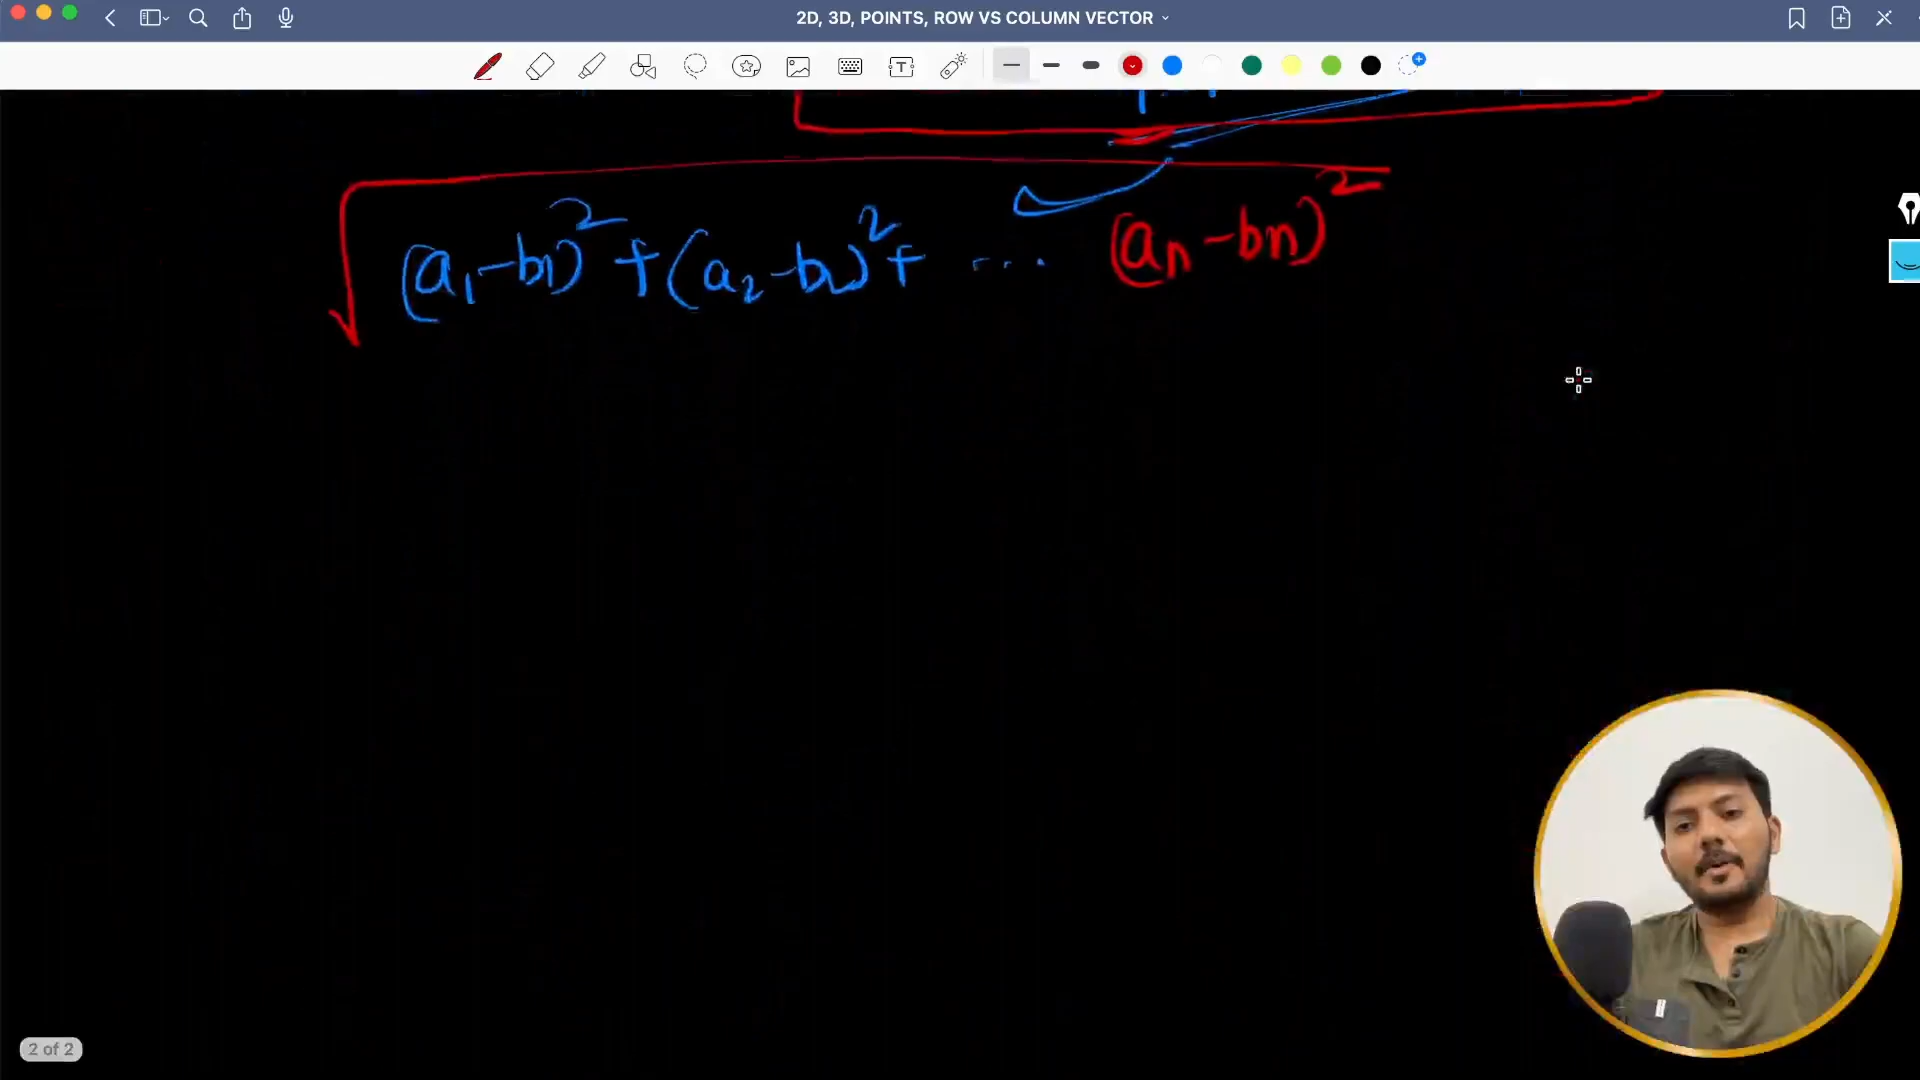 2D, 3D, POINTS, ROW VS COLUMN VECTOR
√(a₁-b₁)² + (a₂-b₂)² + ... (an-bn)²
2 of 2